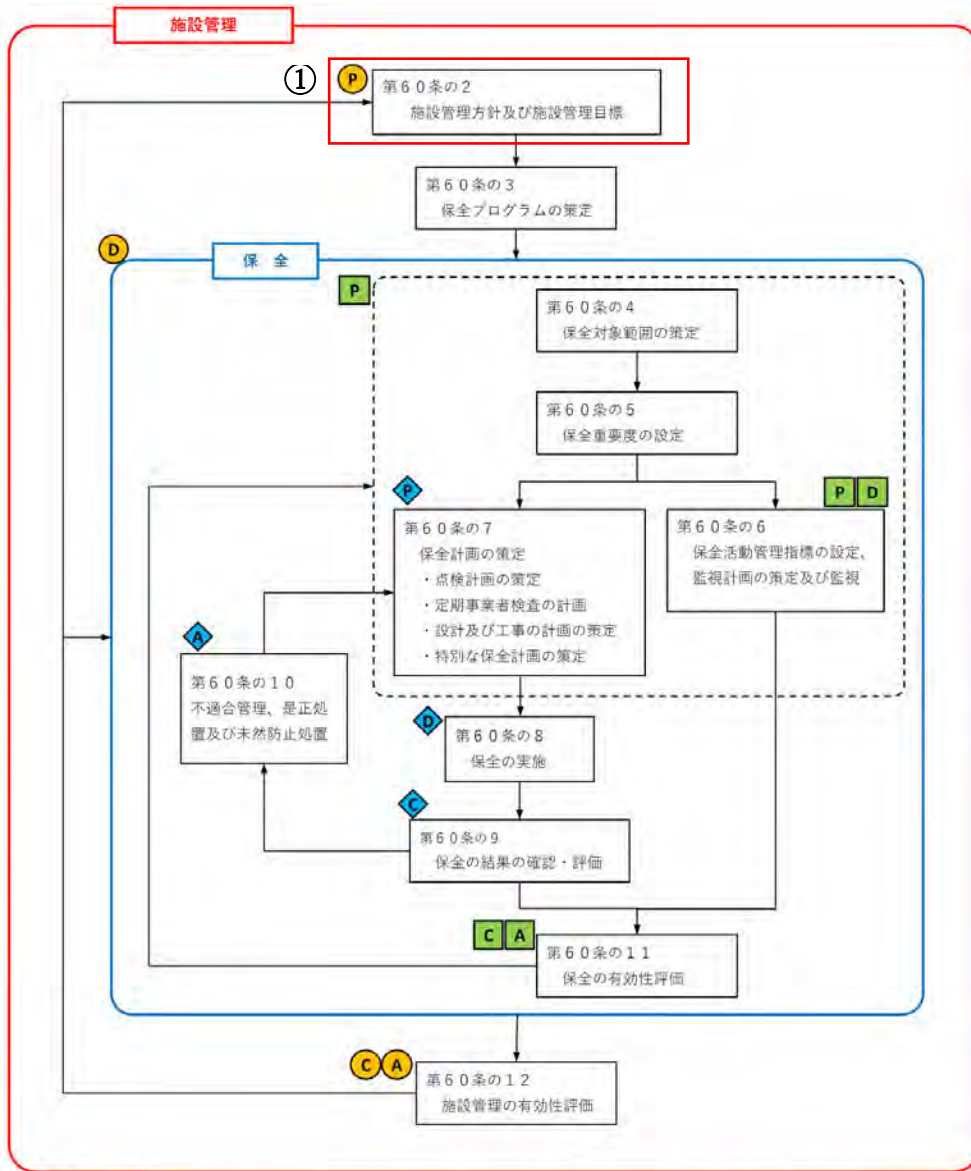 施設管理
①
P
第60条の2
施設管理方針及び施設管理目標
第60条の3
保全プログラムの策定
D
保 全
P
第60条の4
保全対象範囲の策定
第60条の5
保全重要度の設定
P
第60条の7
保全計画の策定
・点検計画の策定
・定期事業者検査の計画
・設計及び工事の計画の策定
・特別な保全計画の策定
P D
第60条の6
保全活動管理指標の設定、
監視計画の策定及び監視
A
第60条の10
不適合管理、是正処
置及び未然防止処置
D
第60条の8
保全の実施
C
第60条の9
保全の結果の確認・評価
C A
第60条の11
保全の有効性評価
C A
第60条の12
施設管理の有効性評価